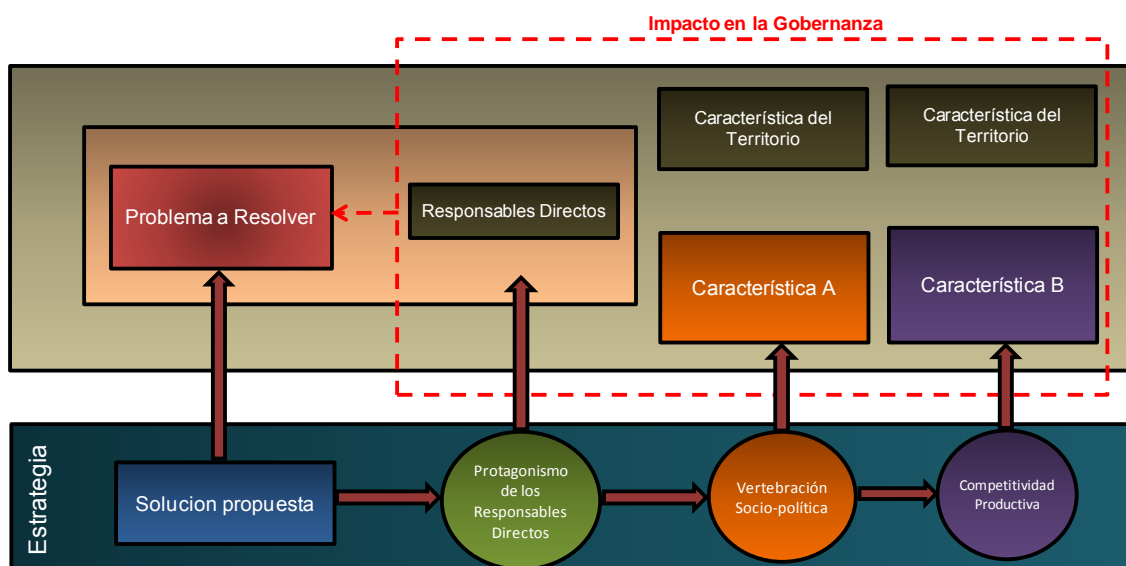 Impacto en la Gobernanza
Característica del
Territorio
Característica del
Territorio
Problema a Resolver
Responsables Directos
Característica A
Característica B
Estrategia
Solucion propuesta
Protagonismo
de los
Responsables
Directos
Vertebración
Socio-política
Competitividad
Productiva